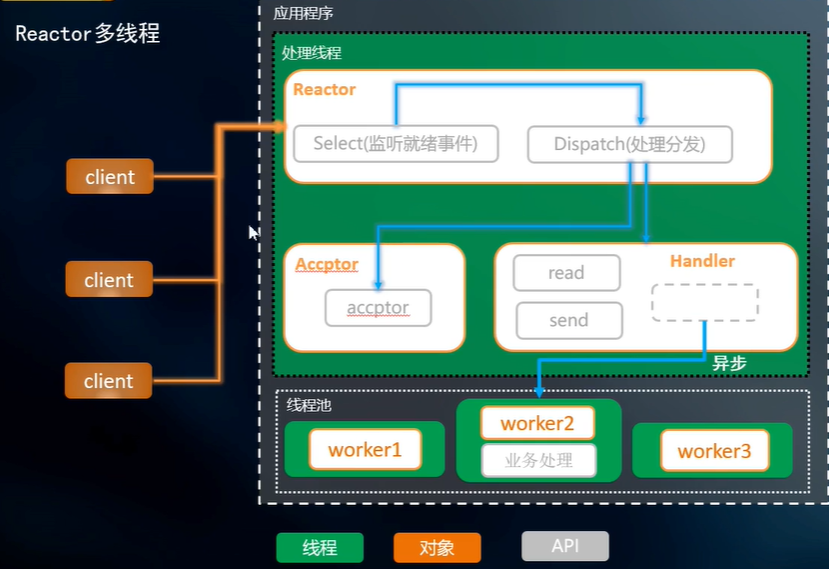 Reactor多线程
应用程序
处理线程
Reactor
Select(监听就绪事件)
Dispatch(处理分发)
client
client
client
Accptor
accptor
Handler
read
send
异步
线程池
worker1
worker2
业务处理
worker3
线程
对象
API